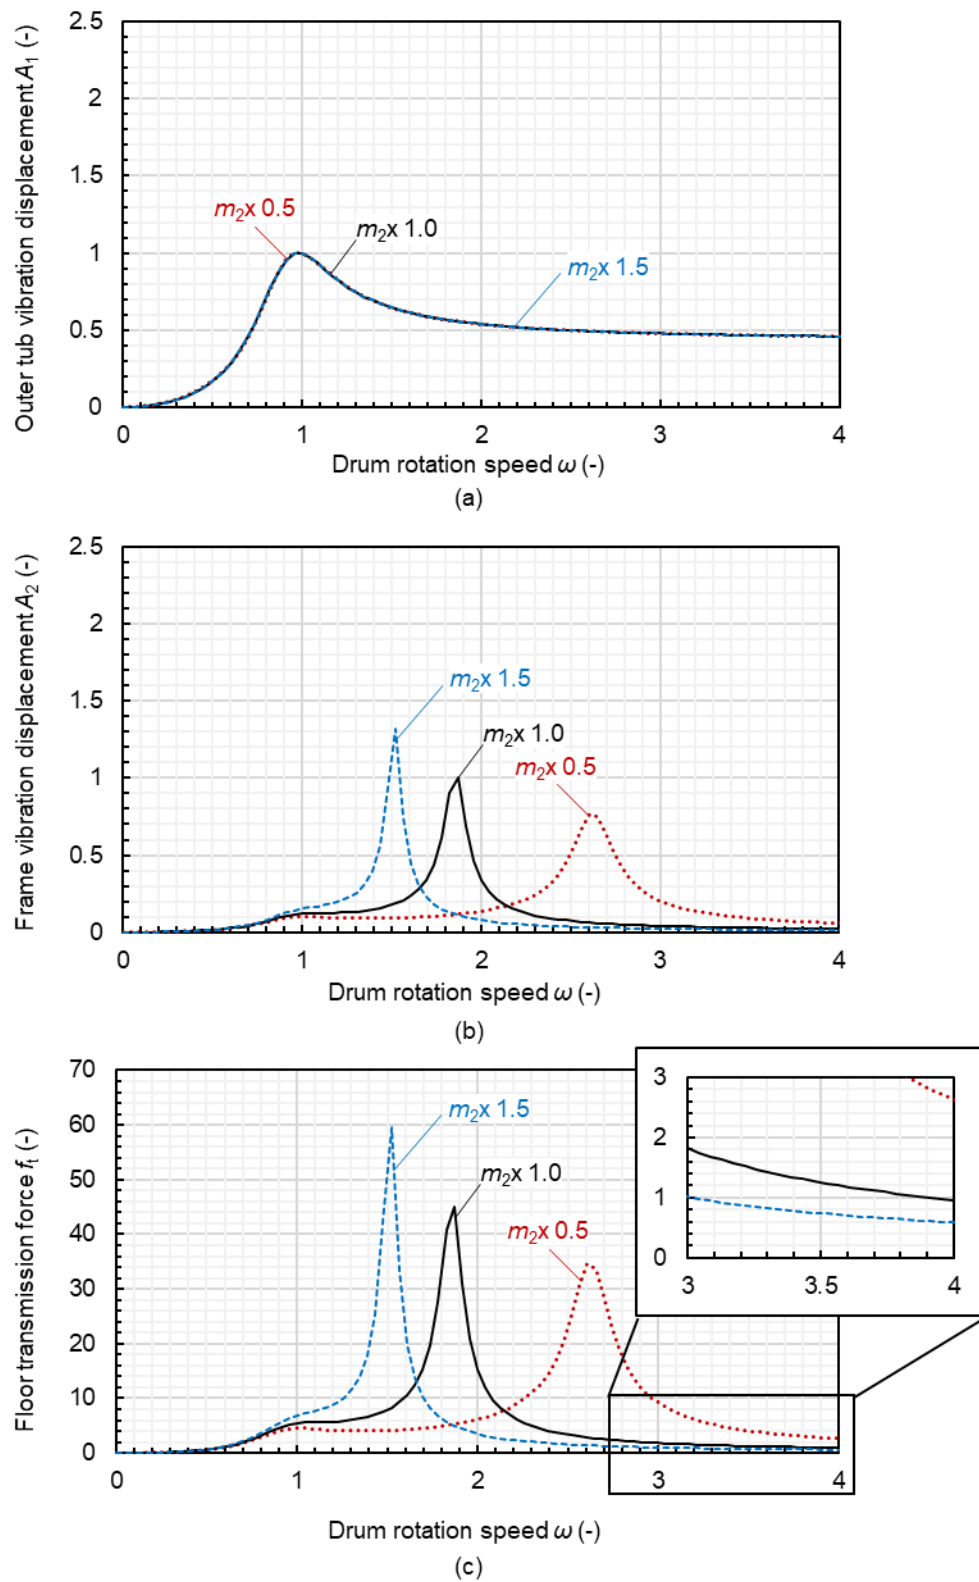 Outer tub vibration displacement A₁ (-)
2.5
2
1.5
1
0.5
0
m₂x 0.5
m₂x 1.0
m₂x 1.5
0 1 2 3 4
Drum rotation speed ω (-)
(a)
Frame vibration displacement A₂ (-)
2.5
2
1.5
1
0.5
0
m₂x 1.5
m₂x 1.0
m₂x 0.5
0 1 2 3 4
Drum rotation speed ω (-)
(b)
Floor transmission force fₜ (-)
70
60
50
40
30
20
10
0
m₂x 1.5
m₂x 1.0
m₂x 0.5
3
2
1
0
3 3.5 4
0 1 2 3 4
Drum rotation speed ω (-)
(c)